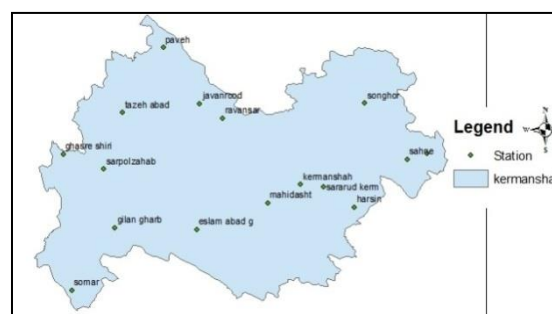 paveh
javanrood
songhor
tazeh abad
ravansar
Legend
N
W
E
S
ghasre shiri
sahne
Station
sarpolzahab
kermansha
kermanshah
sararud kerm
mahidasht
harsin
gilan gharb
eslam abad g
somar